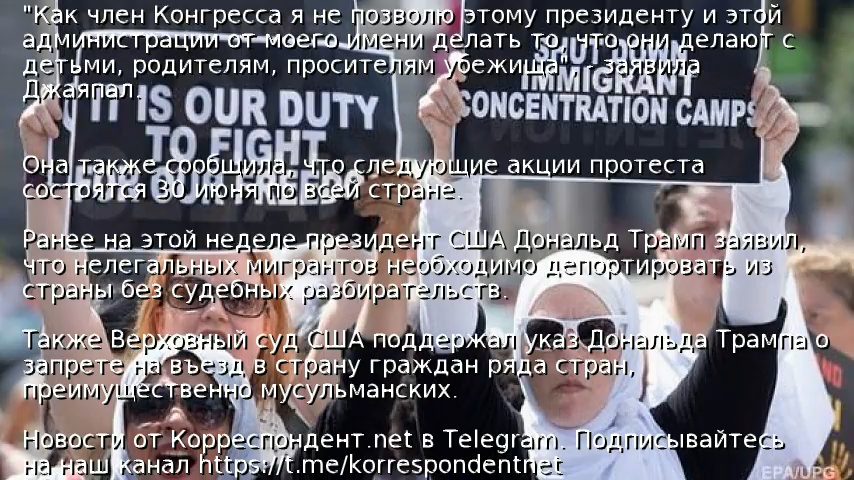 "Как член Конгресса я не позволю этому президенту и этой
администрации от моего имени делать то, что они делают с
детьми, родителям, просителям убежища", - заявила
Джаяпал.
Она также сообщила, что следующие акции протеста
состоятся 30 июня по всей стране.
Ранее на этой неделе президент США Дональд Трамп заявил,
что нелегальных мигрантов необходимо депортировать из
страны без судебных разбирательств.
Также Верховный суд США поддержал указ Дональда Трампа о
запрете на въезд в страну граждан ряда стран,
преимущественно мусульманских.
Новости от Корреспондент.net в Telegram. Подписывайтесь
на наш канал https://t.me/korrespondentnet
IT IS OUR DUTY
TO FIGHT
FOR OUR
SHUT DOWN
IMMIGRANT
CONCENTRATION CAMPS
EPA/UPG